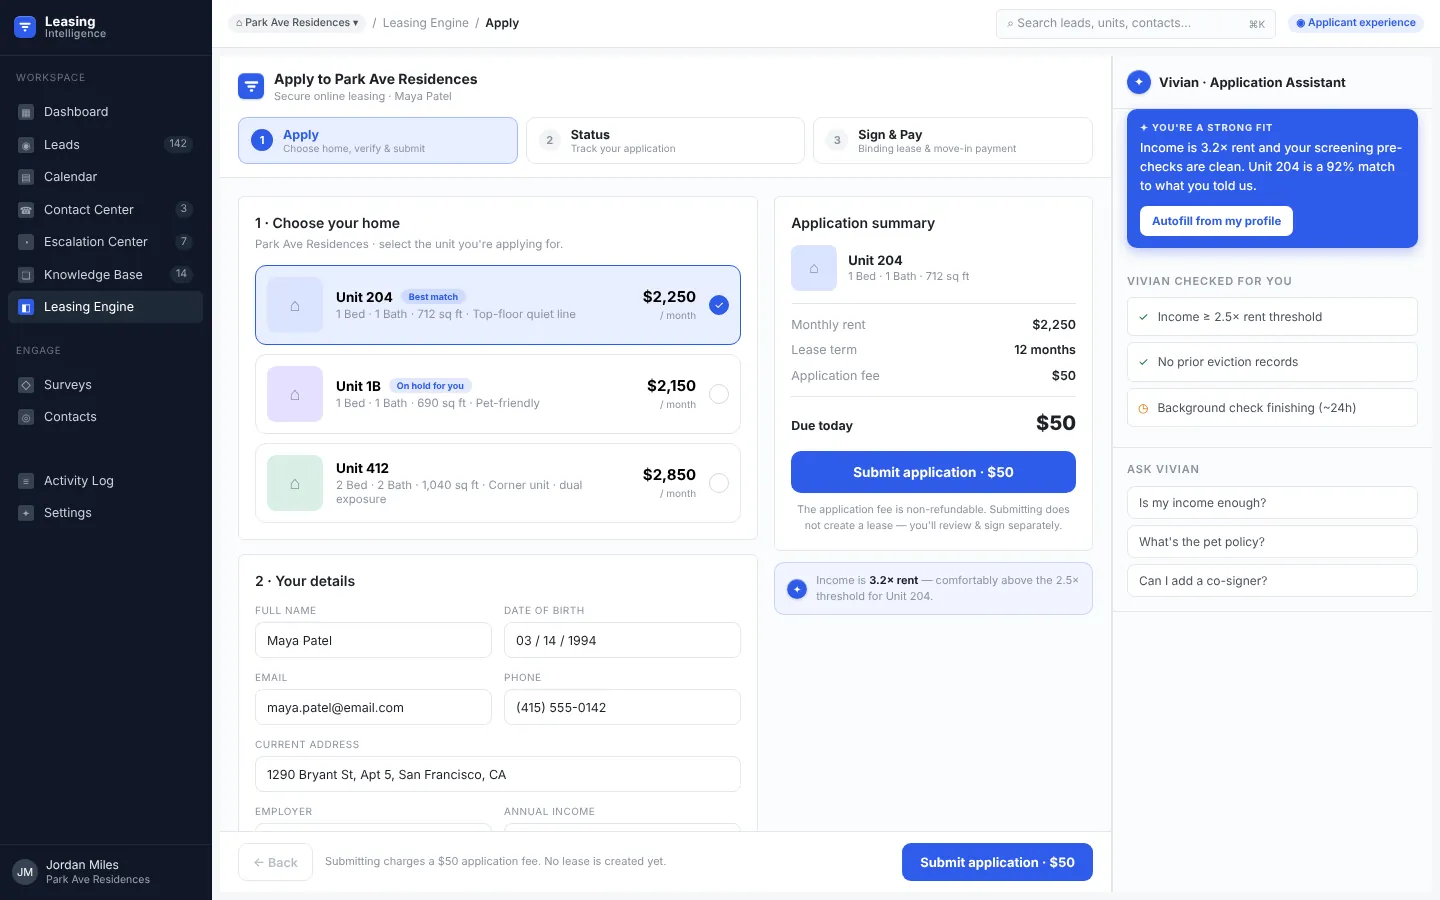 Leasing
Intelligence
WORKSPACE
Dashboard
Leads 142
Calendar
Contact Center 3
Escalation Center 7
Knowledge Base 14
Leasing Engine
ENGAGE
Surveys
Contacts
Activity Log
Settings
JM
Jordan Miles
Park Ave Residences
⌂ Park Ave Residences ▾ / Leasing Engine / Apply
Search leads, units, contacts... ⌘K
◉ Applicant experience
Apply to Park Ave Residences
Secure online leasing · Maya Patel
1 Apply
Choose home, verify & submit
2 Status
Track your application
3 Sign & Pay
Binding lease & move-in payment
1 · Choose your home
Park Ave Residences · select the unit you're applying for.
Unit 204 Best match
1 Bed · 1 Bath · 712 sq ft · Top-floor quiet line
$2,250
/ month
Unit 1B On hold for you
1 Bed · 1 Bath · 690 sq ft · Pet-friendly
$2,150
/ month
Unit 412
2 Bed · 2 Bath · 1,040 sq ft · Corner unit · dual
exposure
$2,850
/ month
2 · Your details
FULL NAME
Maya Patel
DATE OF BIRTH
03 / 14 / 1994
EMAIL
maya.patel@email.com
PHONE
(415) 555-0142
CURRENT ADDRESS
1290 Bryant St, Apt 5, San Francisco, CA
EMPLOYER
ANNUAL INCOME
Application summary
Unit 204
1 Bed · 1 Bath · 712 sq ft
Monthly rent $2,250
Lease term 12 months
Application fee $50
Due today $50
Submit application · $50
The application fee is non-refundable. Submitting does
not create a lease — you'll review & sign separately.
Income is 3.2× rent — comfortably above the 2.5×
threshold for Unit 204.
← Back
Submitting charges a $50 application fee. No lease is created yet.
Submit application · $50
Vivian · Application Assistant
✦ YOU'RE A STRONG FIT
Income is 3.2× rent and your screening pre-
checks are clean. Unit 204 is a 92% match
to what you told us.
Autofill from my profile
VIVIAN CHECKED FOR YOU
✓ Income ≥ 2.5× rent threshold
✓ No prior eviction records
Background check finishing (~24h)
ASK VIVIAN
Is my income enough?
What's the pet policy?
Can I add a co-signer?